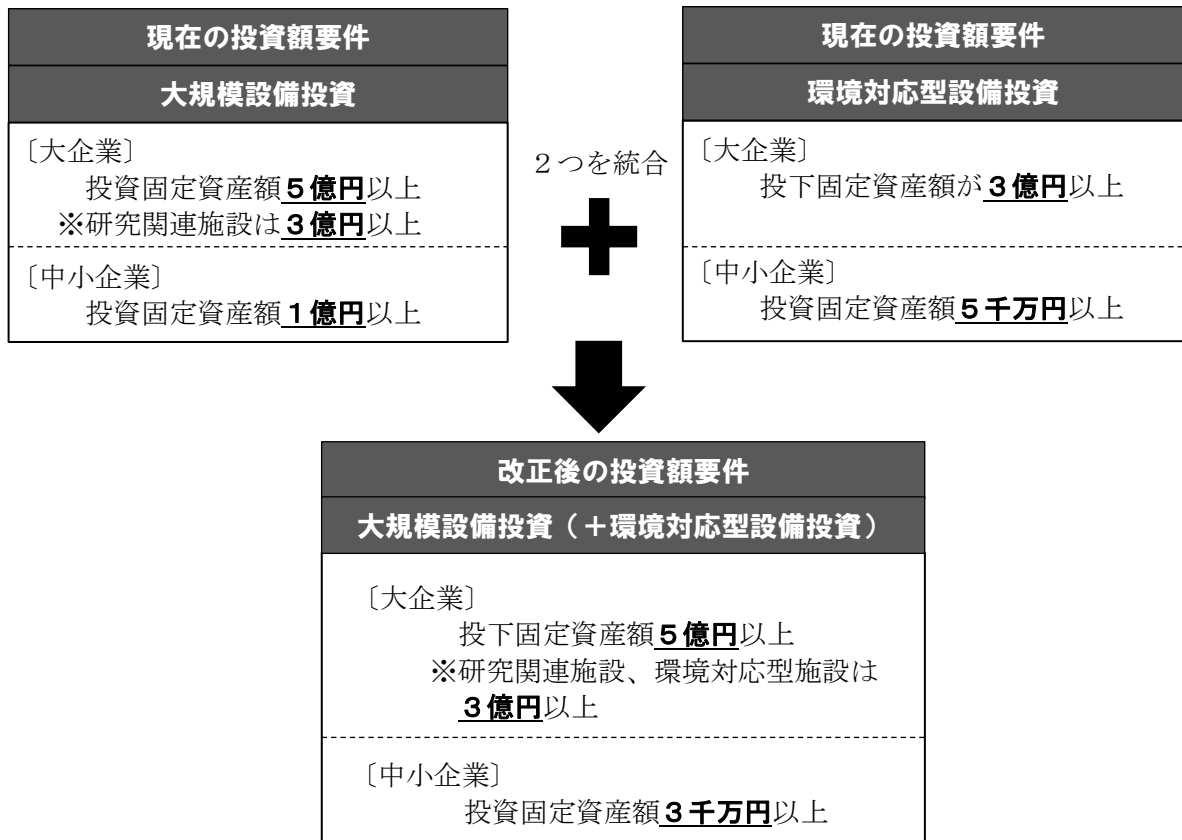 現在の投資額要件
大規模設備投資
〔大企業〕
投資固定資産額５億円以上
※研究関連施設は３億円以上
〔中小企業〕
投資固定資産額１億円以上
２つを統合
現在の投資額要件
環境対応型設備投資
〔大企業〕
投下固定資産額が３億円以上
〔中小企業〕
投資固定資産額５千万円以上
改正後の投資額要件
大規模設備投資（＋環境対応型設備投資）
〔大企業〕
投下固定資産額５億円以上
※研究関連施設、環境対応型施設は
３億円以上
〔中小企業〕
投資固定資産額３千万円以上